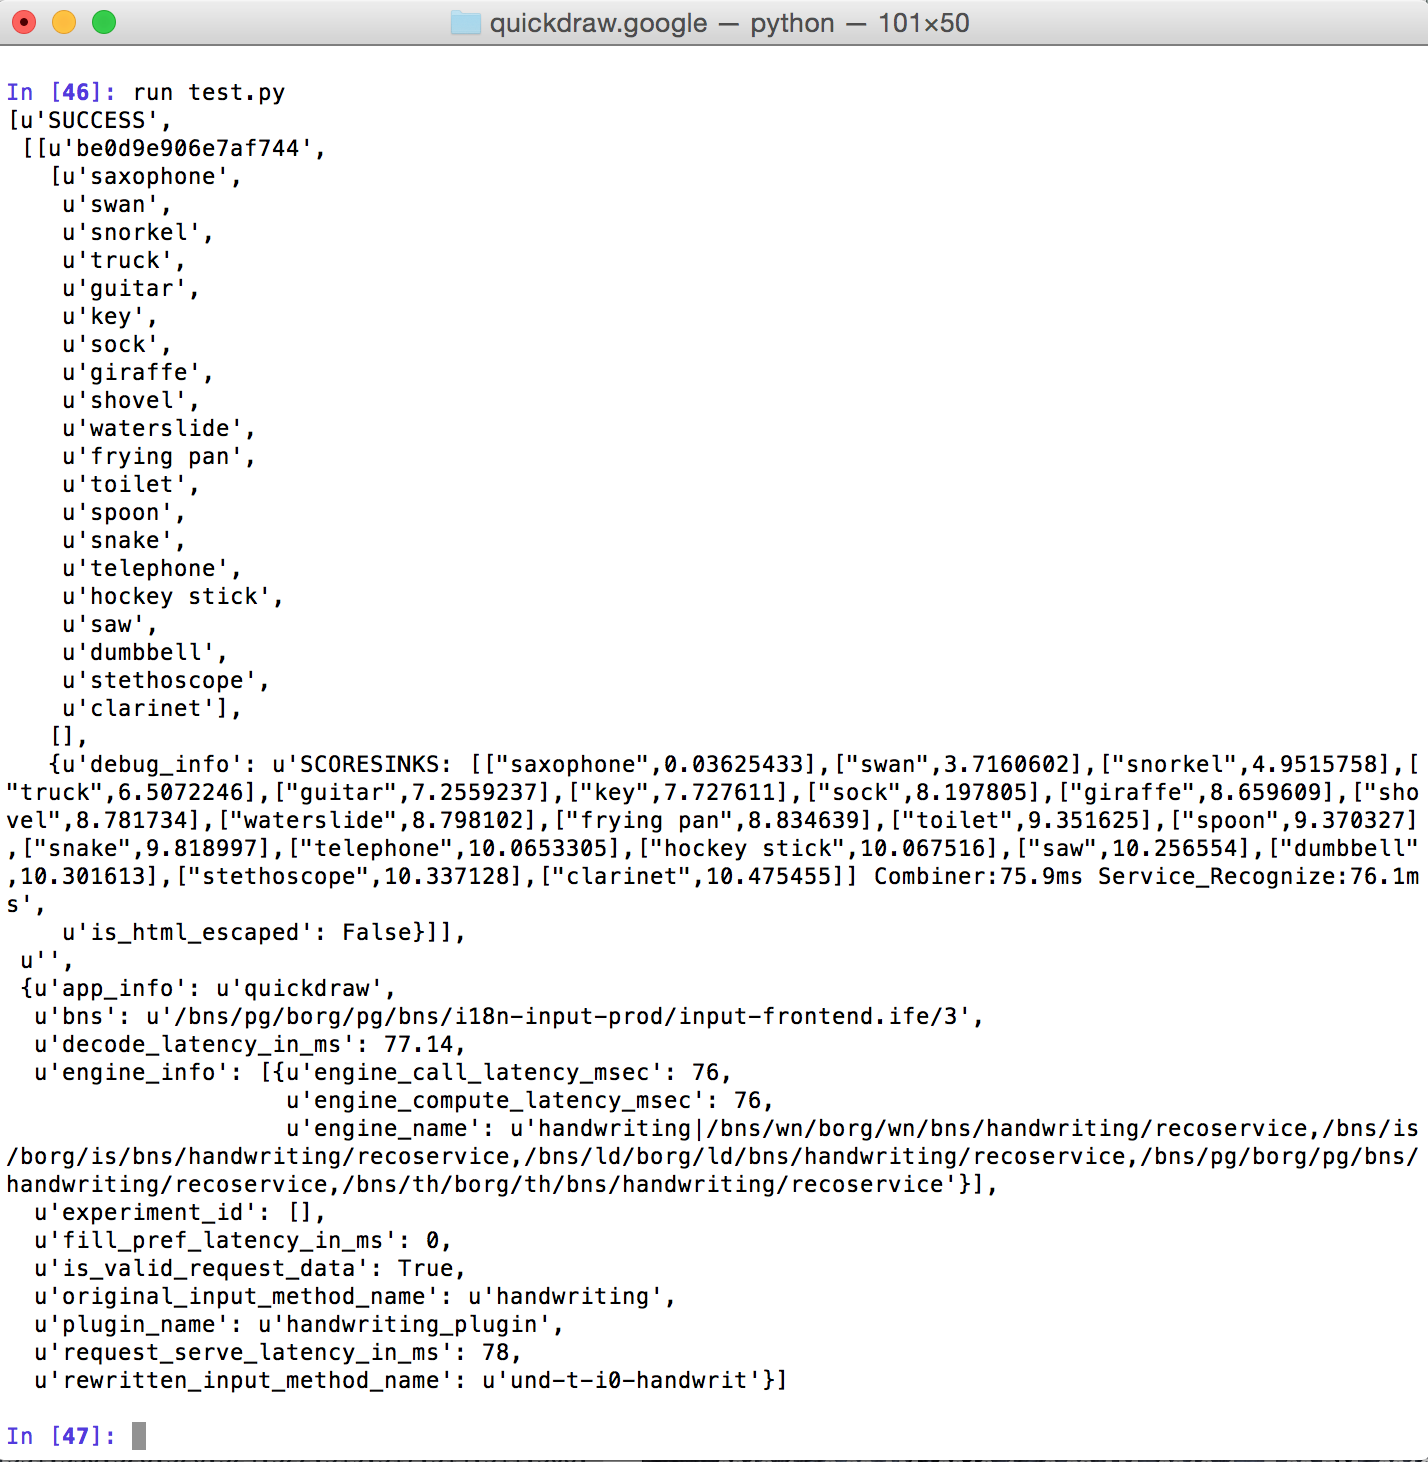 quickdraw.google — python — 101×50
In [46]: run test.py
[u'SUCCESS',
 [[u'be0d9e906e7af744',
   [u'saxophone',
    u'swan',
    u'snorkel',
    u'truck',
    u'guitar',
    u'key',
    u'sock',
    u'giraffe',
    u'shovel',
    u'waterslide',
    u'frying pan',
    u'toilet',
    u'spoon',
    u'snake',
    u'telephone',
    u'hockey stick',
    u'saw',
    u'dumbbell',
    u'stethoscope',
    u'clarinet'],
   [],
   {u'debug_info': u'SCORESINKS: [["saxophone",0.03625433],["swan",3.7160602],["snorkel",4.9515758],[
"truck",6.5072246],["guitar",7.2559237],["key",7.727611],["sock",8.197805],["giraffe",8.659609],["sho
vel",8.781734],["waterslide",8.798102],["frying pan",8.834639],["toilet",9.351625],["spoon",9.370327]
,["snake",9.818997],["telephone",10.0653305],["hockey stick",10.067516],["saw",10.256554],["dumbbell"
,10.301613],["stethoscope",10.337128],["clarinet",10.475455]] Combiner:75.9ms Service_Recognize:76.1m
s',
    u'is_html_escaped': False}]],
 u'',
 {u'app_info': u'quickdraw',
  u'bns': u'/bns/pg/borg/pg/bns/i18n-input-prod/input-frontend.ife/3',
  u'decode_latency_in_ms': 77.14,
  u'engine_info': [{u'engine_call_latency_msec': 76,
                    u'engine_compute_latency_msec': 76,
                    u'engine_name': u'handwriting|/bns/wn/borg/wn/bns/handwriting/recoservice,/bns/is
/borg/is/bns/handwriting/recoservice,/bns/ld/borg/ld/bns/handwriting/recoservice,/bns/pg/borg/pg/bns/
handwriting/recoservice,/bns/th/borg/th/bns/handwriting/recoservice'}],
  u'experiment_id': [],
  u'fill_pref_latency_in_ms': 0,
  u'is_valid_request_data': True,
  u'original_input_method_name': u'handwriting',
  u'plugin_name': u'handwriting_plugin',
  u'request_serve_latency_in_ms': 78,
  u'rewritten_input_method_name': u'und-t-i0-handwrit'}]
In [47]: